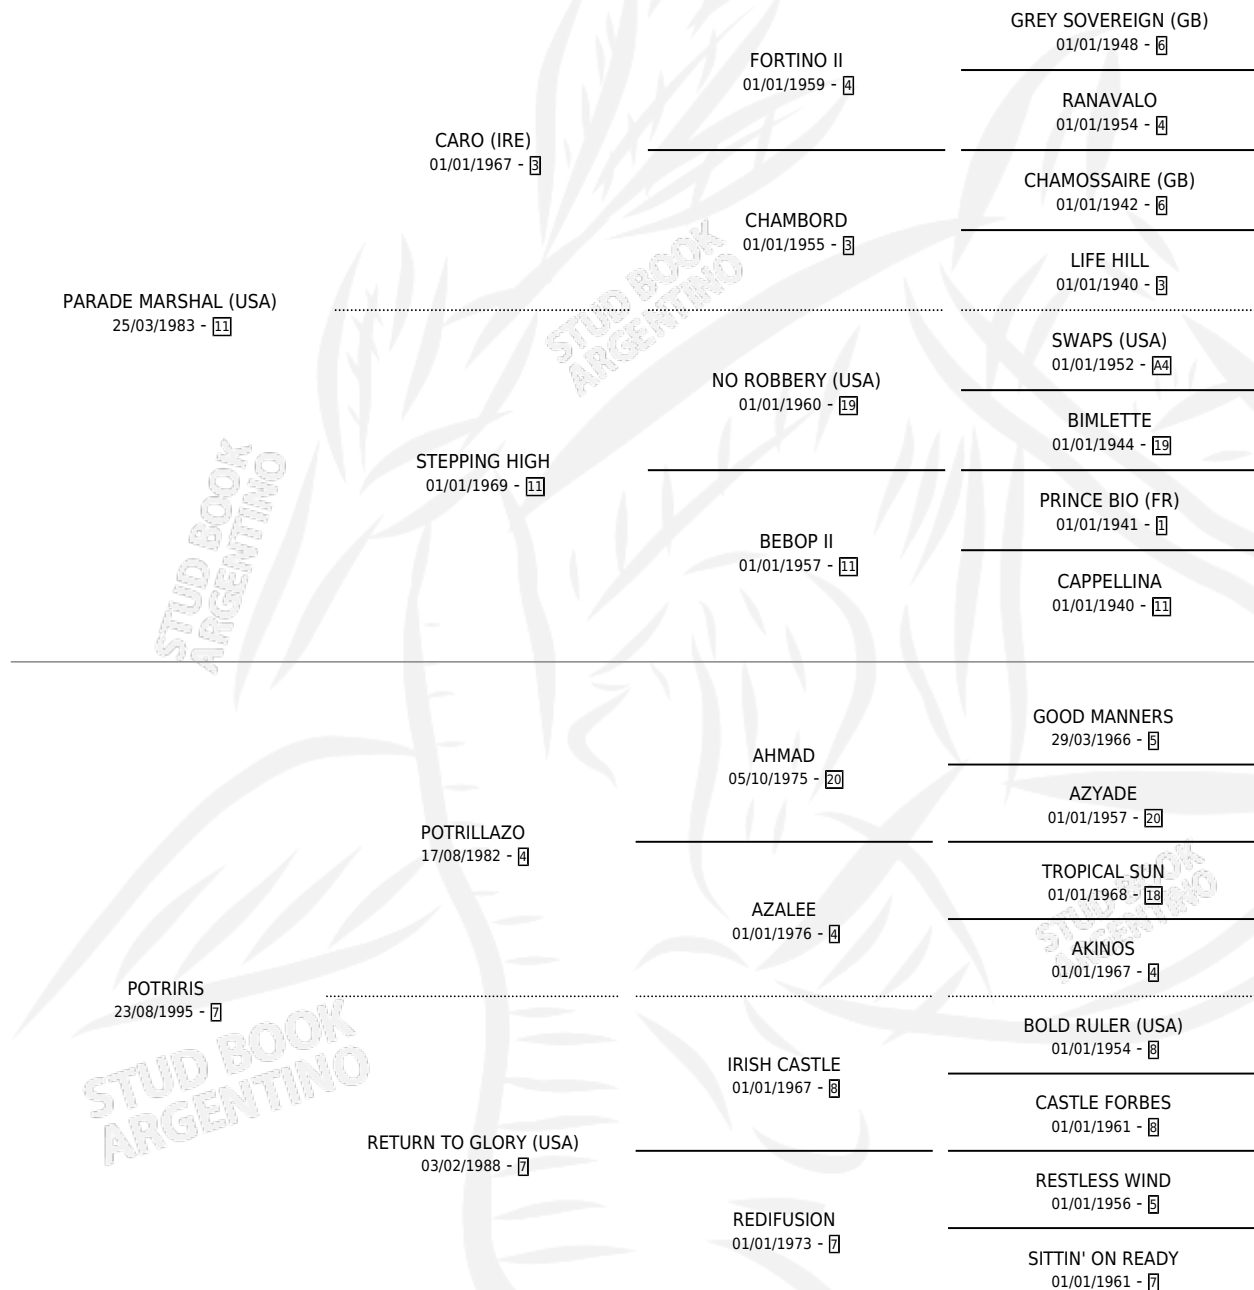 GREY SOVEREIGN (GB)
01/01/1948 - 6
FORTINO II
01/01/1959 - 4
RANAVALO
01/01/1954 - 4
CARO (IRE)
01/01/1967 - 3
CHAMOSSAIRE (GB)
01/01/1942 - 6
CHAMBORD
01/01/1955 - 3
LIFE HILL
01/01/1940 - 3
PARADE MARSHAL (USA)
25/03/1983 - 11
SWAPS (USA)
01/01/1952 - A4
NO ROBBERY (USA)
01/01/1960 - 19
BIMLETTE
01/01/1944 - 19
STEPPING HIGH
01/01/1969 - 11
PRINCE BIO (FR)
01/01/1941 - 1
BEBOP II
01/01/1957 - 11
CAPPELLINA
01/01/1940 - 11
STUD BOOK
ARGENTINO
STUD BOOK
ARGENTINO
GOOD MANNERS
29/03/1966 - 5
AHMAD
05/10/1975 - 20
AZYADE
01/01/1957 - 20
POTRILLAZO
17/08/1982 - 4
TROPICAL SUN
01/01/1968 - 18
AZALEE
01/01/1976 - 4
AKINOS
01/01/1967 - 4
POTRIRIS
23/08/1995 - 7
BOLD RULER (USA)
01/01/1954 - 8
IRISH CASTLE
01/01/1967 - 8
CASTLE FORBES
01/01/1961 - 8
RETURN TO GLORY (USA)
03/02/1988 - 7
RESTLESS WIND
01/01/1956 - 5
REDIFUSION
01/01/1973 - 7
SITTIN' ON READY
01/01/1961 - 7
STUD BOOK
ARGENTINO
STUD BOOK
ARGENTINO